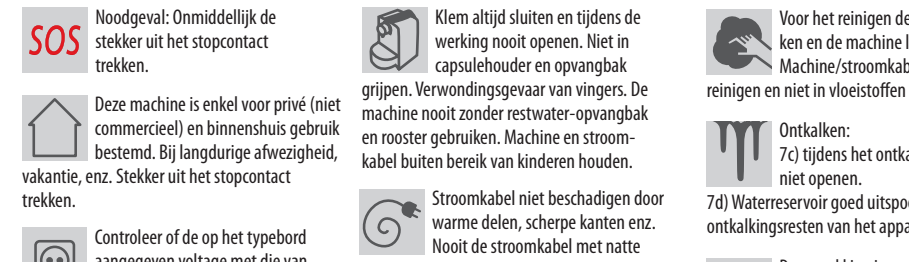 SOS
Noodgeval: Onmiddellijk de
stekker uit het stopcontact
trekken.
Deze machine is enkel voor privé (niet
commercieel) en binnenshuis gebruik
bestemd. Bij langdurige afwezigheid,
vakantie, enz. Stekker uit het stopcontact
trekken.
Controleer of de op het typebord
aangegeven voltage met die van
Klem altijd sluiten en tijdens de
werking nooit openen. Niet in
capsulehouder en opvangbak
grijpen. Verwondingsgevaar van vingers. De
machine nooit zonder restwater-opvangbak
en rooster gebruiken. Machine en stroom-
kabel buiten bereik van kinderen houden.
Stroomkabel niet beschadigen door
warme delen, scherpe kanten enz.
Nooit de stroomkabel met natte
Voor het reinigen de
ken en de machine l
Machine/stroomkab
reinigen en niet in vloeistoffen
Ontkalken:
7c) tijdens het ontka
niet openen.
7d) Waterreservoir goed uitspoe
ontkalkingsresten van het appa